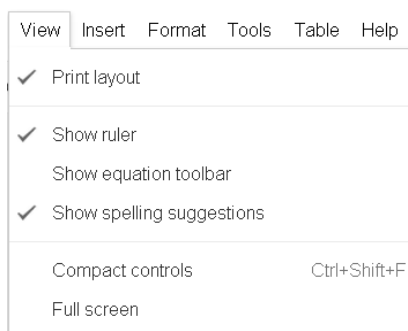 View Insert Format Tools Table Help
Print layout
Show ruler
Show equation toolbar
Show spelling suggestions
Compact controls Ctrl+Shift+F
Full screen